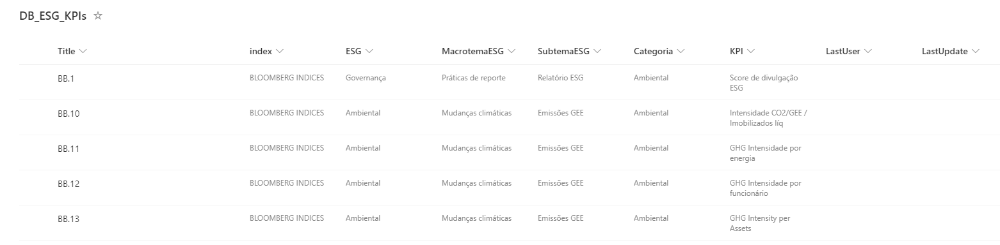 DB_ESG_KPIs
Title index ESG MacrotemaESG SubtemaESG Categoria KPI LastUser LastUpdate
BB.1 BLOOMBERG INDICES Governança Práticas de reporte Relatório ESG Ambiental Score de divulgação
ESG
BB.10 BLOOMBERG INDICES Ambiental Mudanças climáticas Emissões GEE Ambiental Intensidade CO2/GEE /
Imobilizados líq
BB.11 BLOOMBERG INDICES Ambiental Mudanças climáticas Emissões GEE Ambiental GHG Intensidade por
energia
BB.12 BLOOMBERG INDICES Ambiental Mudanças climáticas Emissões GEE Ambiental GHG Intensidade por
funcionário
BB.13 BLOOMBERG INDICES Ambiental Mudanças climáticas Emissões GEE Ambiental GHG Intensity per
Assets